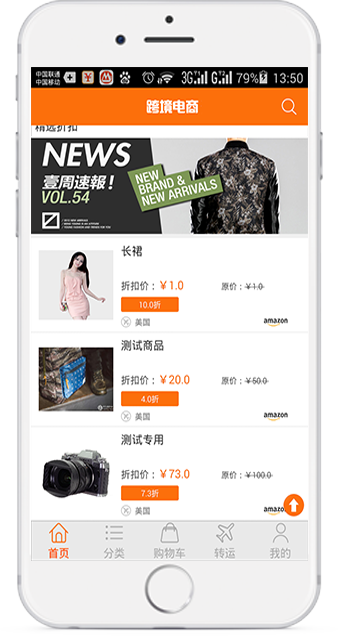 中国联通
中国移动
3G G 79% 13:50
跨境电商
精选折扣
NEWS
壹周速報!
VOL.54
NEW
BRAND &
NEW ARRIVALS
长裙
折扣价：￥1.0 原价：￥1.0
10.0折
美国 amazon
测试商品
折扣价：￥20.0 原价：￥50.0
4.0折
美国 amazon
测试专用
折扣价：￥73.0 原价：￥100.0
7.3折
美国 amazon
首页 分类 购物车 转运 我的